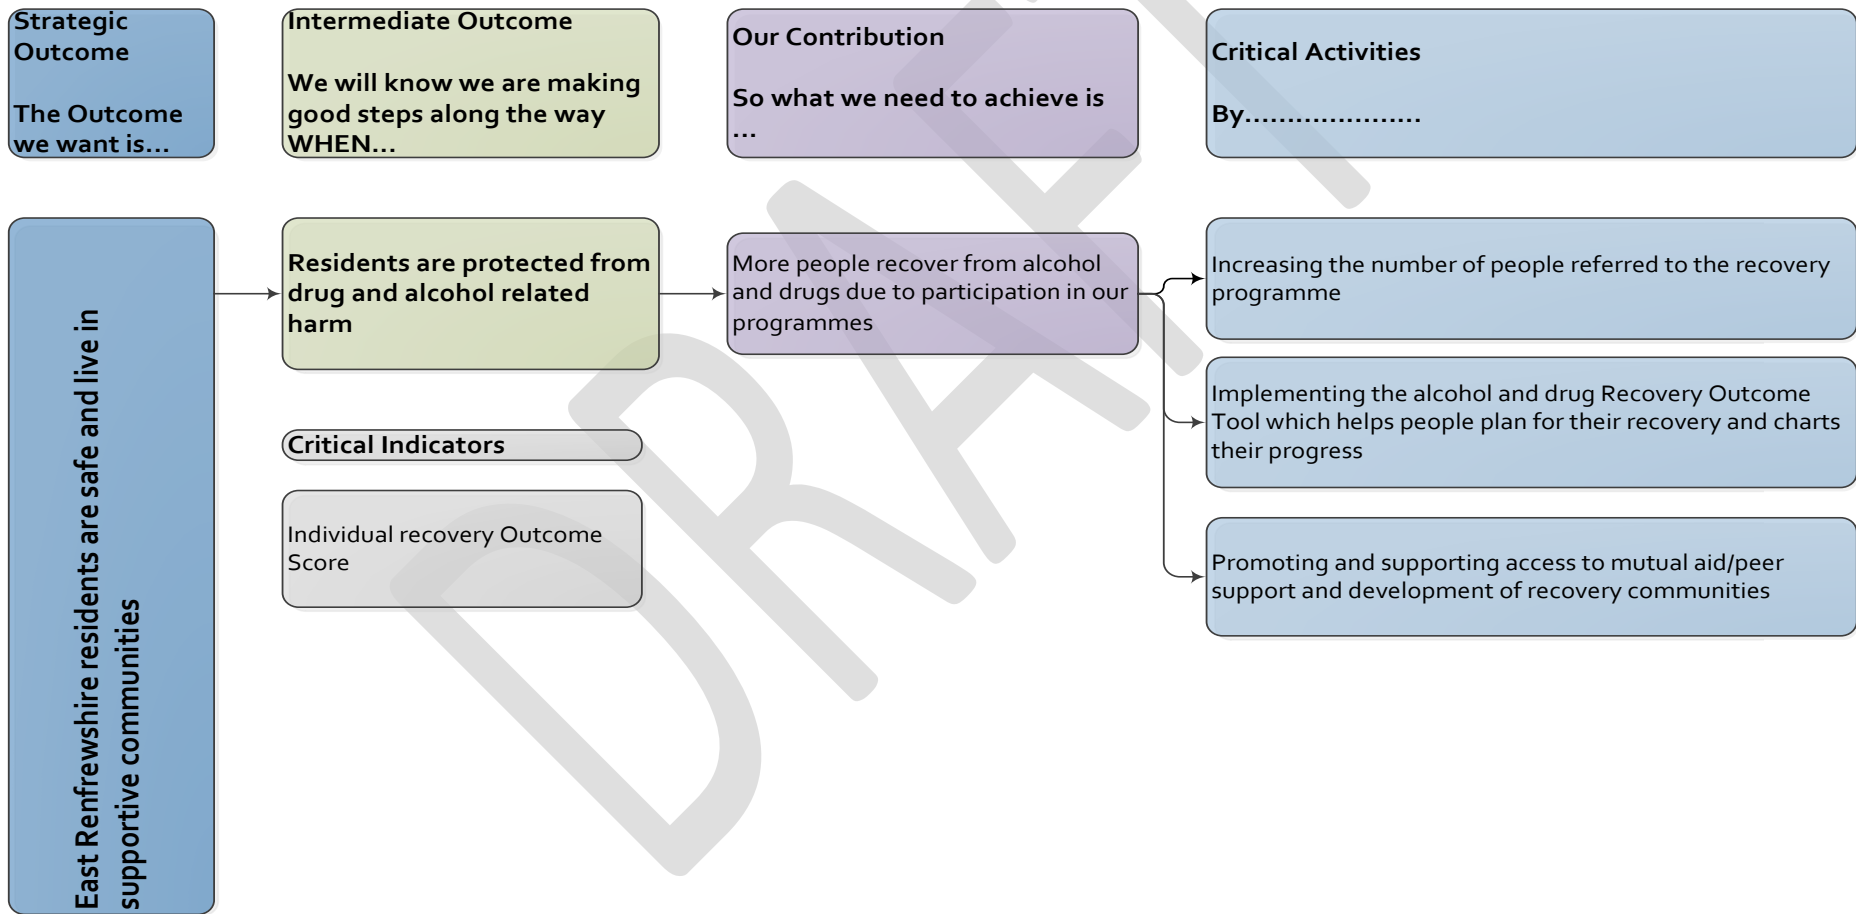 Strategic
Outcome
The Outcome
we want is...
Intermediate Outcome
We will know we are making
good steps along the way
WHEN...
Our Contribution
So what we need to achieve is
...
Critical Activities
By.....................
East Renfrewshire residents are safe and live in
supportive communities
Residents are protected from
drug and alcohol related
harm
Critical Indicators
Individual recovery Outcome
Score
More people recover from alcohol
and drugs due to participation in our
programmes
Increasing the number of people referred to the recovery
programme
Implementing the alcohol and drug Recovery Outcome
Tool which helps people plan for their recovery and charts
their progress
Promoting and supporting access to mutual aid/peer
support and development of recovery communities
DRAFT